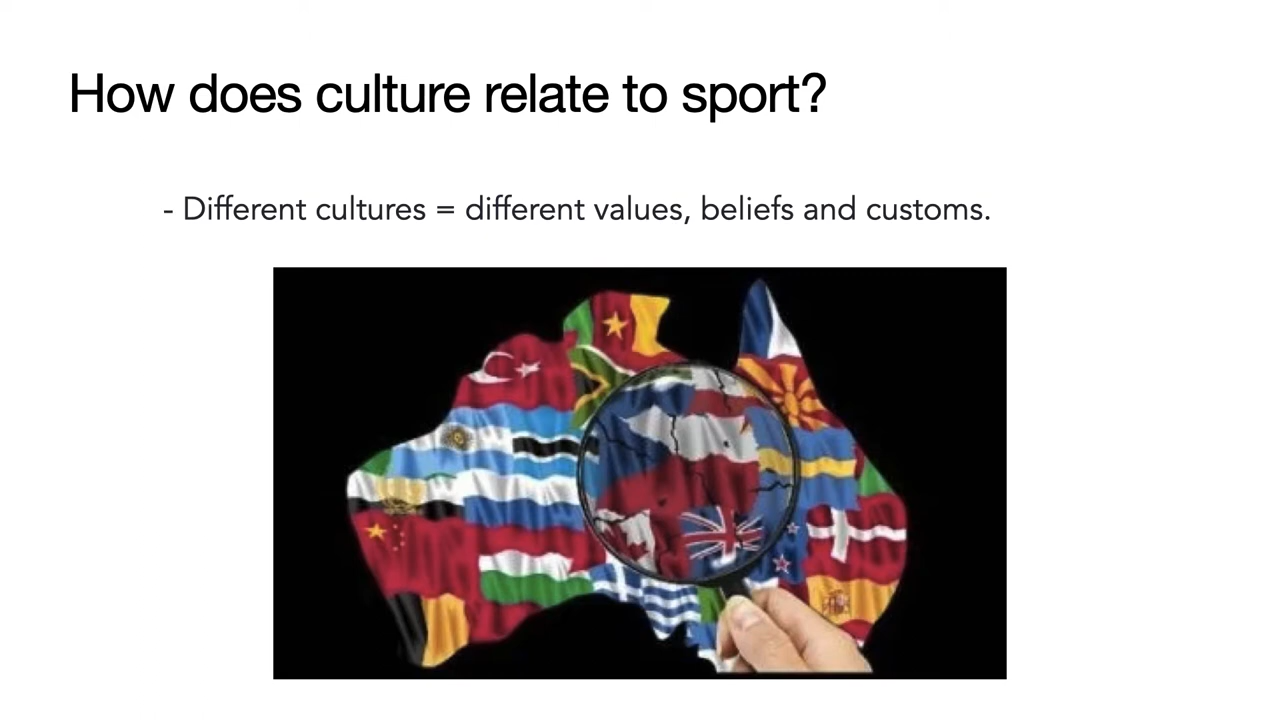 How does culture relate to sport?
- Different cultures = different values, beliefs and customs.